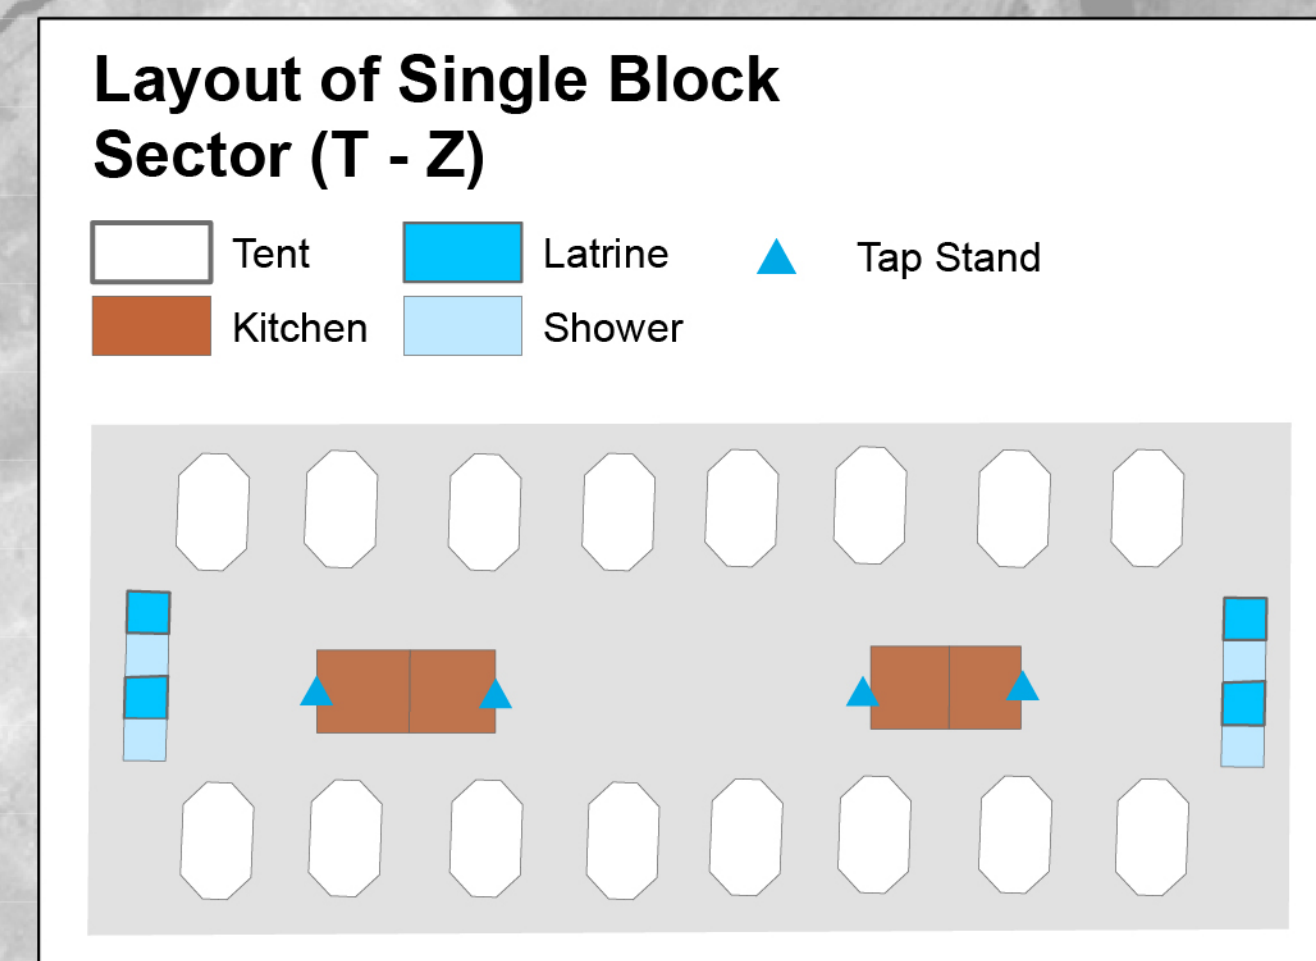 Layout of Single Block
Sector (T - Z)
Tent
Latrine
Tap Stand
Kitchen
Shower